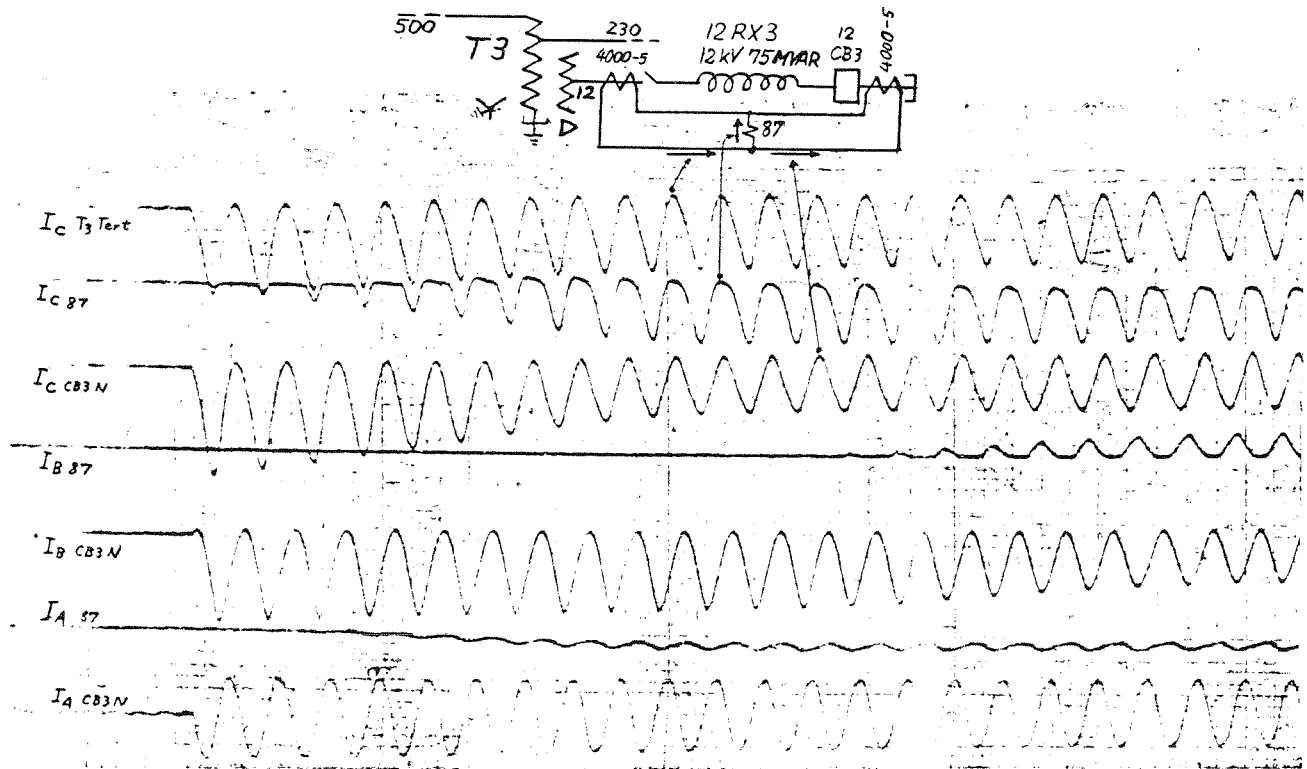 500
T3
230
4000-5
12 RX3
12 kV 75 MVAR
12
CB3
4000-5
12
87
I_C T3 Tert
I_C 87
I_C CB3 N
I_B 87
I_B CB3 N
I_A 87
I_A CB3 N